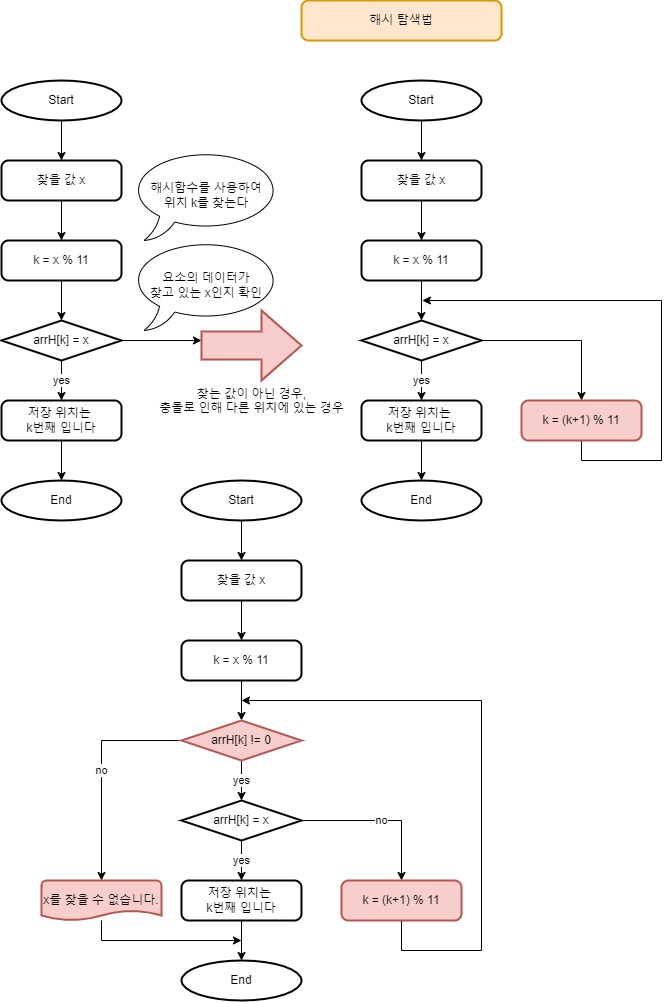 해시 탐색법
Start
찾을 값 x
해시함수를 사용하여
위치 k를 찾는다
k = x % 11
요소의 데이터가
찾고 있는 x인지 확인
arrH[k] = x
yes
찾는 값이 아닌 경우,
충돌로 인해 다른 위치에 있는 경우
저장 위치는
k번째 입니다
End
Start
찾을 값 x
k = x % 11
arrH[k] = x
yes
저장 위치는
k번째 입니다
k = (k+1) % 11
End
Start
찾을 값 x
k = x % 11
arrH[k] != 0
no
yes
arrH[k] = x
no
yes
x를 찾을 수 없습니다.
저장 위치는
k번째 입니다
k = (k+1) % 11
End